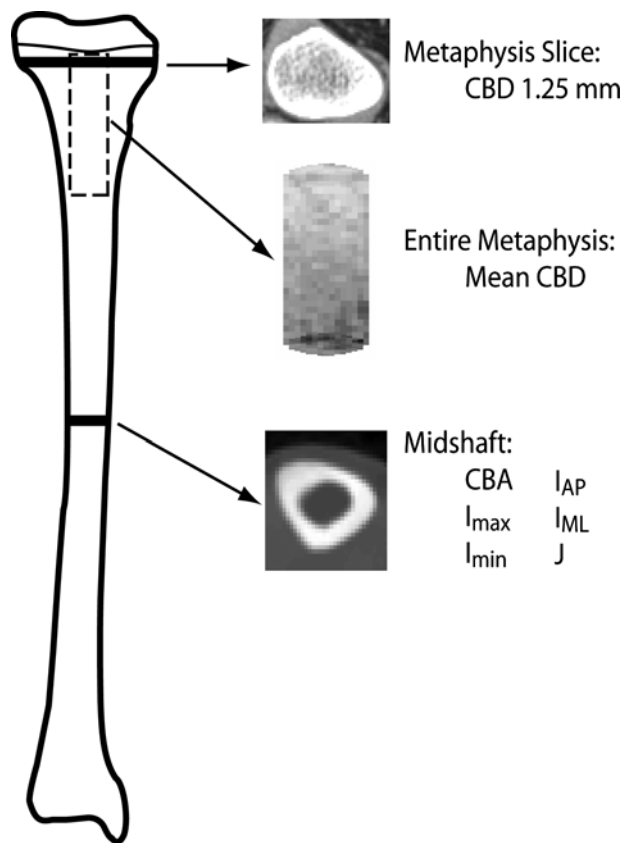 Metaphysis Slice:
CBD 1.25 mm
Entire Metaphysis:
Mean CBD
Midshaft:
CBA I_AP
I_max I_ML
I_min J